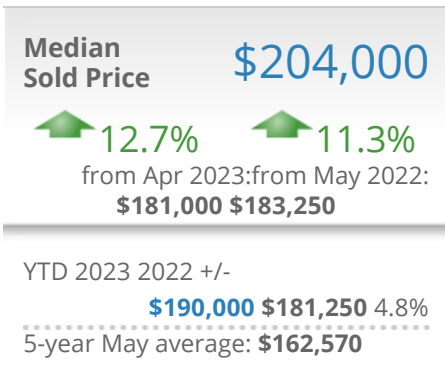 Median
Sold Price
$204,000
12.7% 11.3%
from Apr 2023:from May 2022:
$181,000 $183,250
YTD 2023 2022 +/-
$190,000 $181,250 4.8%
5-year May average: $162,570